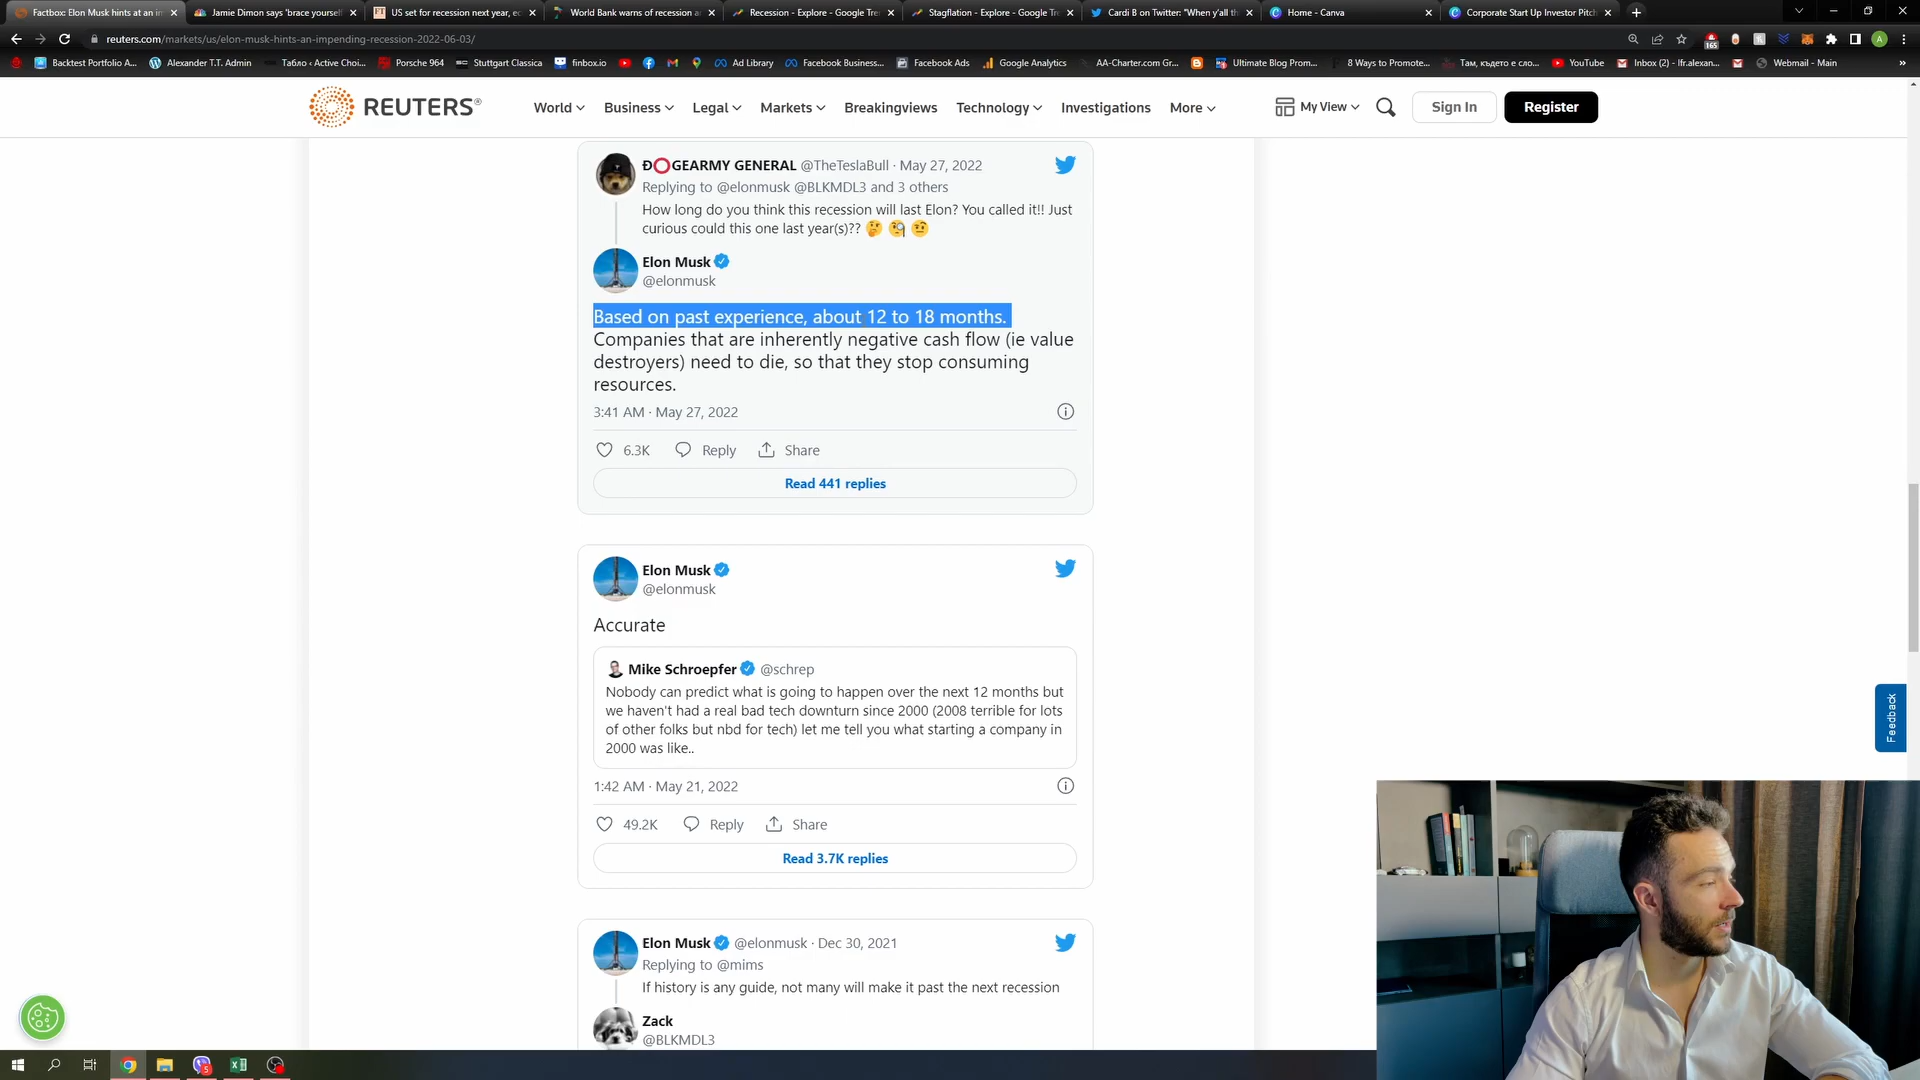 Factbox: Elon Musk hints at an im
Jamie Dimon says 'brace yourself
US set for recession next year, ec
World Bank warns of recession a
Recession - Explore - Google Tre
Stagflation - Explore - Google Tre
Cardi B on Twitter: "When y'all th
Home - Canva
Corporate Start Up Investor Pitch
reuters.com/markets/us/elon-musk-hints-an-impending-recession-2022-06-03/
165
A
Backtest Portfolio A...
Alexander T.T. Admin
Табло ‹ Active Choi...
Porsche 964
Stuttgart Classica
finbox.io
Ad Library
Facebook Business...
Facebook Ads
Google Analytics
AA-Charter.com Gr...
Ultimate Blog Prom...
8 Ways to Promote...
Там, където е сло...
YouTube
Inbox (2) - lfr.alexan...
Webmail - Main
»
REUTERS®
World
Business
Legal
Markets
Breakingviews
Technology
Investigations
More
My View
Sign In
Register
Ð⭕GEARMY GENERAL @TheTeslaBull · May 27, 2022
Replying to @elonmusk @BLKMDL3 and 3 others
How long do you think this recession will last Elon? You called it!! Just
curious could this one last year(s)?? 🤔 🧐 🤨
Elon Musk
@elonmusk
Based on past experience, about 12 to 18 months.
Companies that are inherently negative cash flow (ie value
destroyers) need to die, so that they stop consuming
resources.
3:41 AM · May 27, 2022
6.3K Reply Share
Read 441 replies
Elon Musk
@elonmusk
Accurate
Mike Schroepfer @schrep
Nobody can predict what is going to happen over the next 12 months but
we haven't had a real bad tech downturn since 2000 (2008 terrible for lots
of other folks but nbd for tech) let me tell you what starting a company in
2000 was like..
1:42 AM · May 21, 2022
49.2K Reply Share
Read 3.7K replies
Elon Musk @elonmusk · Dec 30, 2021
Replying to @mims
If history is any guide, not many will make it past the next recession
Zack
@BLKMDL3
Feedback
5